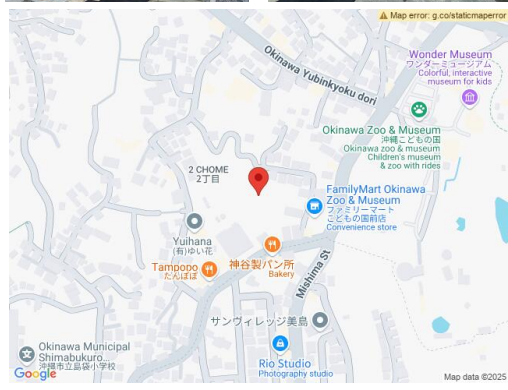 Map error: g.co/staticmaperror
Okinawa Yubinkyoku dori
Wonder Museum
ワンダーミュージアム
Colorful, interactive
museum for kids
Okinawa Zoo & Museum
沖縄こどもの国
Okinawa zoo & museum
Children's museum
& zoo with rides
2 CHOME
2丁目
FamilyMart Okinawa
Zoo & Museum
ファミリーマート
こどもの国前店
Convenience store
Yuihana
(有)ゆい花
神谷製パン所
Bakery
Tampopo
たんぽぽ
Mishima St
サンヴィレッジ美島
Okinawa Municipal
Shimabukuro...
沖縄市立島袋小学校
Rio Studio
Photography studio
Google
Map data ©2025